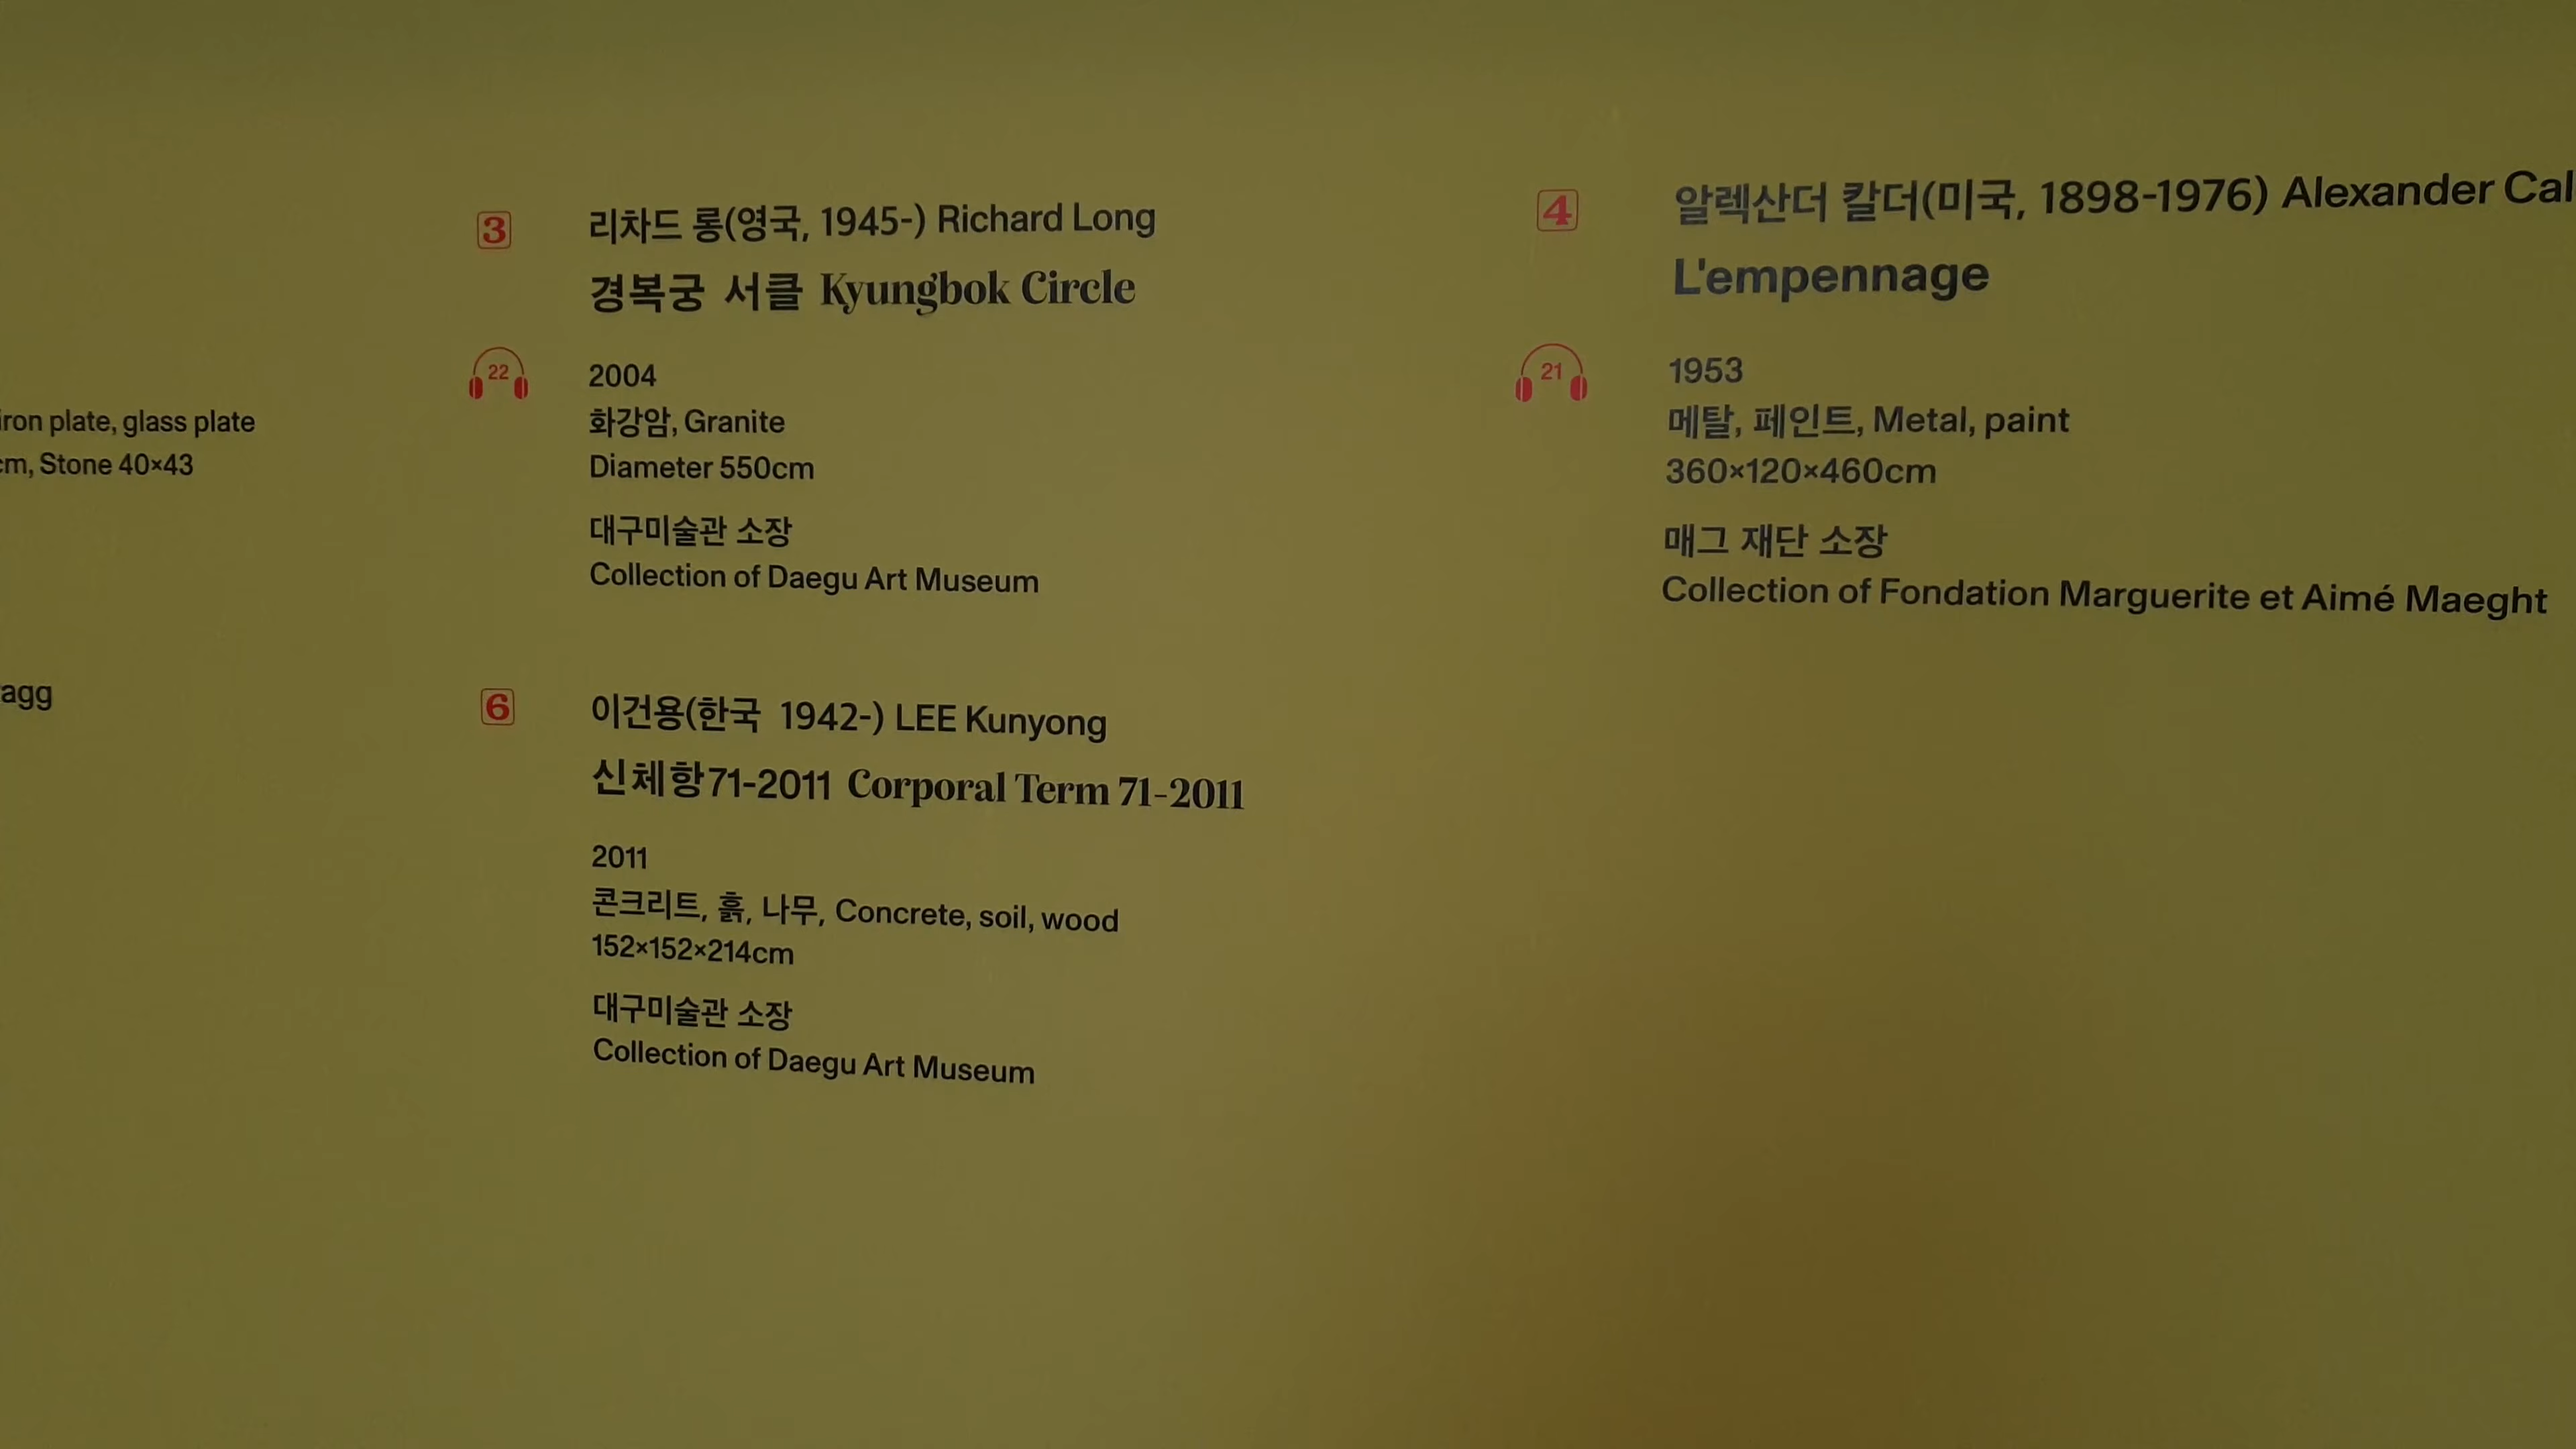 iron plate, glass plate
cm, Stone 40×43
agg
3
리차드 롱(영국, 1945-) Richard Long
경복궁 서클 Kyungbok Circle
22
2004
화강암, Granite
Diameter 550cm
대구미술관 소장
Collection of Daegu Art Museum
6
이건용(한국 1942-) LEE Kunyong
신체항71-2011 Corporal Term 71-2011
2011
콘크리트, 흙, 나무, Concrete, soil, wood
152×152×214cm
대구미술관 소장
Collection of Daegu Art Museum
4
알렉산더 칼더(미국, 1898-1976) Alexander Cal
L'empennage
21
1953
메탈, 페인트, Metal, paint
360×120×460cm
매그 재단 소장
Collection of Fondation Marguerite et Aimé Maeght